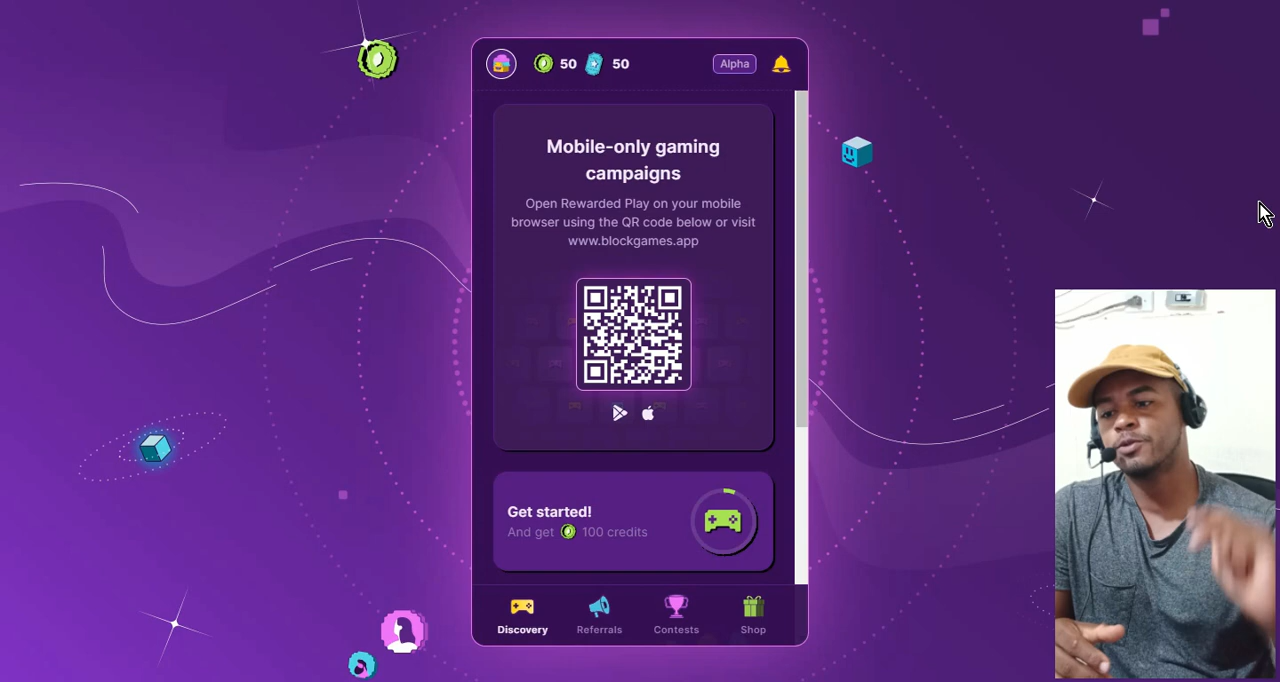 50
50
Alpha
Mobile-only gaming
campaigns
Open Rewarded Play on your mobile
browser using the QR code below or visit
www.blockgames.app
Get started!
And get 100 credits
Discovery
Referrals
Contests
Shop